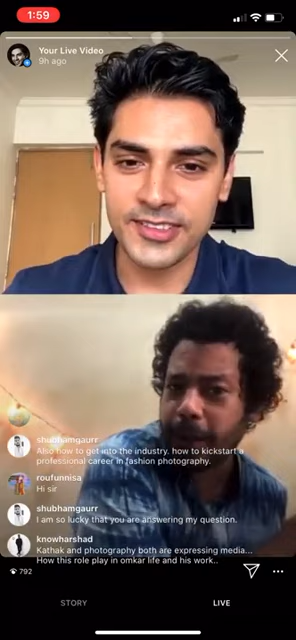 1:59
Your Live Video
9h ago
shubhamgaurr
Also how to get into the industry. how to kickstart a
professional career in fashion photography.
roufunnisa
Hi sir
shubhamgaurr
I am so lucky that you are answering my question.
knowharshad
Kathak and photography both are expressing media...
How this role play in omkar life and his work..
792
STORY
LIVE